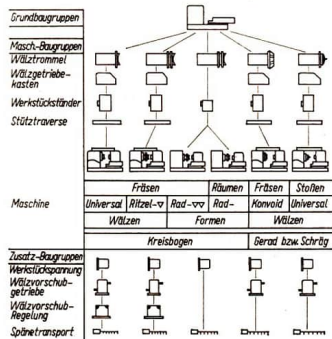 Grundbaugruppen
Masch.-Baugruppen
Wälztrommel
Wälzgetriebe-
kasten
Werkstückständer
Stütztraverse
Maschine
Fräsen Räumen Fräsen Stoßen
Universal Ritzel-▽ Rad-▽▽ Rad- Konvoid Universal
Wälzen Formen Wälzen
Kreisbogen Gerad bzw. Schräg
Zusatz-Baugruppen
Werkstückspannung
Wälzvorschub-
getriebe
Wälzvorschub-
Regelung
Spänetransport